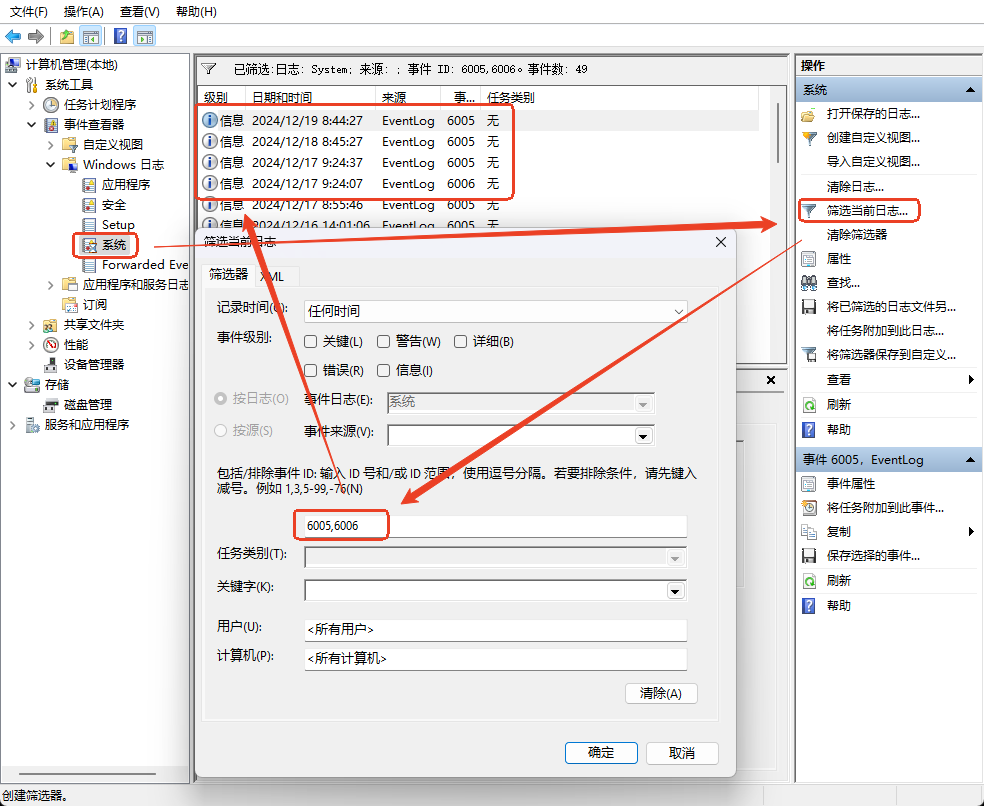 文件(F) 操作(A) 查看(V) 帮助(H)
计算机管理(本地)
系统工具
任务计划程序
事件查看器
自定义视图
Windows 日志
应用程序
安全
Setup
系统
Forwarded Eve
应用程序和服务日志
订阅
共享文件夹
性能
设备管理器
存储
磁盘管理
服务和应用程序
已筛选:日志: System; 来源: ; 事件 ID: 6005,6006。事件数: 49
级别 日期和时间 来源 事... 任务类别
信息 2024/12/19 8:44:27 EventLog 6005 无
信息 2024/12/18 8:45:27 EventLog 6005 无
信息 2024/12/17 9:24:37 EventLog 6005 无
信息 2024/12/17 9:24:07 EventLog 6006 无
信息 2024/12/17 8:55:46 EventLog 6005 无
信息 2024/12/16 14:01:06 EventLog 6005 无
筛选当前日志
筛选器 XML
记录时间(G): 任何时间
事件级别: 关键(L) 警告(W) 详细(B)
错误(R) 信息(I)
按日志(O) 事件日志(E): 系统
按源(S) 事件来源(V):
包括/排除事件 ID: 输入 ID 号和/或 ID 范围，使用逗号分隔。若要排除条件，请先键入
减号。例如 1,3,5-99,-76(N)
6005,6006
任务类别(T):
关键字(K):
用户(U): <所有用户>
计算机(P): <所有计算机>
清除(A)
确定 取消
操作
系统
打开保存的日志...
创建自定义视图...
导入自定义视图...
清除日志...
筛选当前日志...
清除筛选器
属性
查找...
将已筛选的日志文件另...
将任务附加到此日志...
将筛选器保存到自定义...
查看
刷新
帮助
事件 6005，EventLog
事件属性
将任务附加到此事件...
复制
保存选择的事件...
刷新
帮助
创建筛选器。